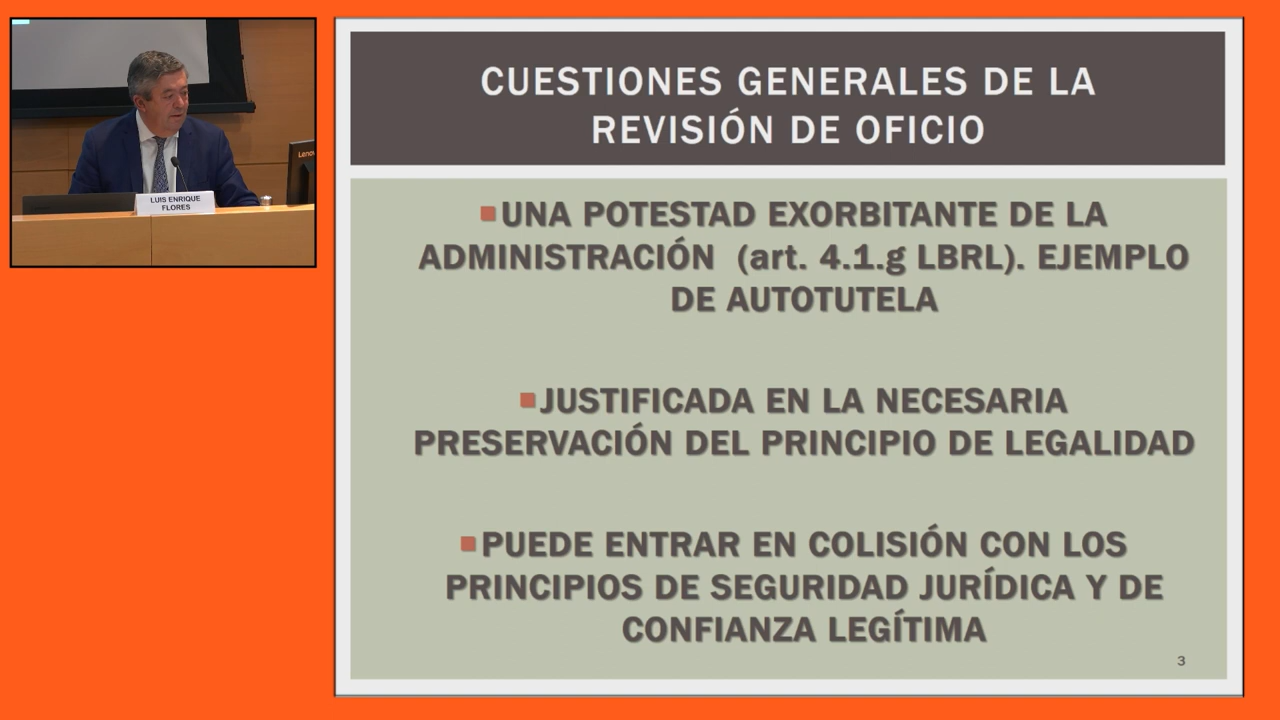 Lenovo
LUIS ENRIQUE
FLORES
CUESTIONES GENERALES DE LA
REVISIÓN DE OFICIO
UNA POTESTAD EXORBITANTE DE LA
ADMINISTRACIÓN (art. 4.1.g LBRL). EJEMPLO
DE AUTOTUTELA
JUSTIFICADA EN LA NECESARIA
PRESERVACIÓN DEL PRINCIPIO DE LEGALIDAD
PUEDE ENTRAR EN COLISIÓN CON LOS
PRINCIPIOS DE SEGURIDAD JURÍDICA Y DE
CONFIANZA LEGÍTIMA
3